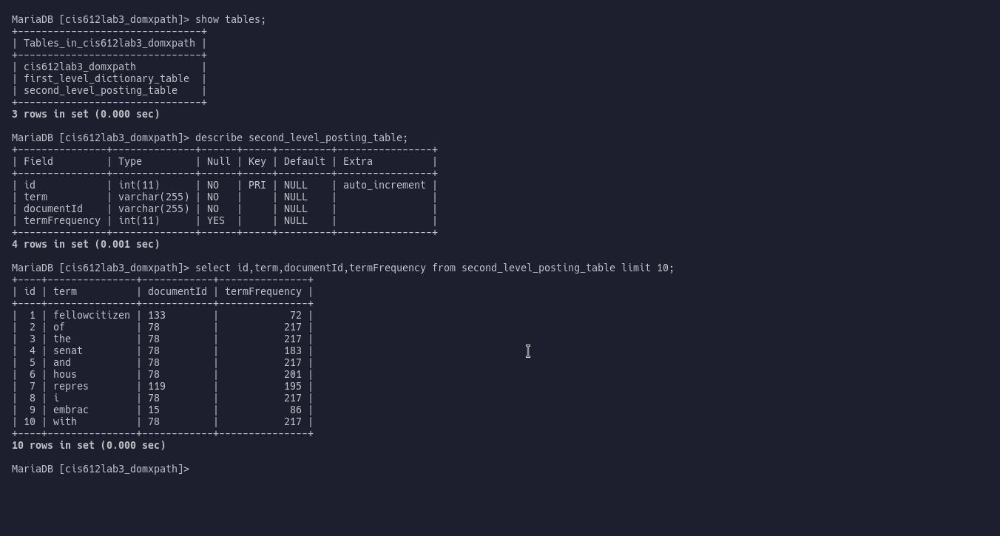 MariaDB [cis612lab3_domxpath]> show tables;
+-------------------------------+
| Tables_in_cis612lab3_domxpath |
+-------------------------------+
| cis612lab3_domxpath           |
| first_level_dictionary_table  |
| second_level_posting_table    |
+-------------------------------+
3 rows in set (0.000 sec)

MariaDB [cis612lab3_domxpath]> describe second_level_posting_table;
+---------------+--------------+------+-----+---------+----------------+
| Field         | Type         | Null | Key | Default | Extra          |
+---------------+--------------+------+-----+---------+----------------+
| id            | int(11)      | NO   | PRI | NULL    | auto_increment |
| term          | varchar(255) | NO   |     | NULL    |                |
| documentId    | varchar(255) | NO   |     | NULL    |                |
| termFrequency | int(11)      | YES  |     | NULL    |                |
+---------------+--------------+------+-----+---------+----------------+
4 rows in set (0.001 sec)

MariaDB [cis612lab3_domxpath]> select id,term,documentId,termFrequency from second_level_posting_table limit 10;
+----+---------------+------------+---------------+
| id | term          | documentId | termFrequency |
+----+---------------+------------+---------------+
|  1 | fellowcitizen | 133        |            72 |
|  2 | of            | 78         |           217 |
|  3 | the           | 78         |           217 |
|  4 | senat         | 78         |           183 |
|  5 | and           | 78         |           217 |
|  6 | hous          | 78         |           201 |
|  7 | repres        | 119        |           195 |
|  8 | i             | 78         |           217 |
|  9 | embrac        | 15         |            86 |
| 10 | with          | 78         |           217 |
+----+---------------+------------+---------------+
10 rows in set (0.000 sec)

MariaDB [cis612lab3_domxpath]>